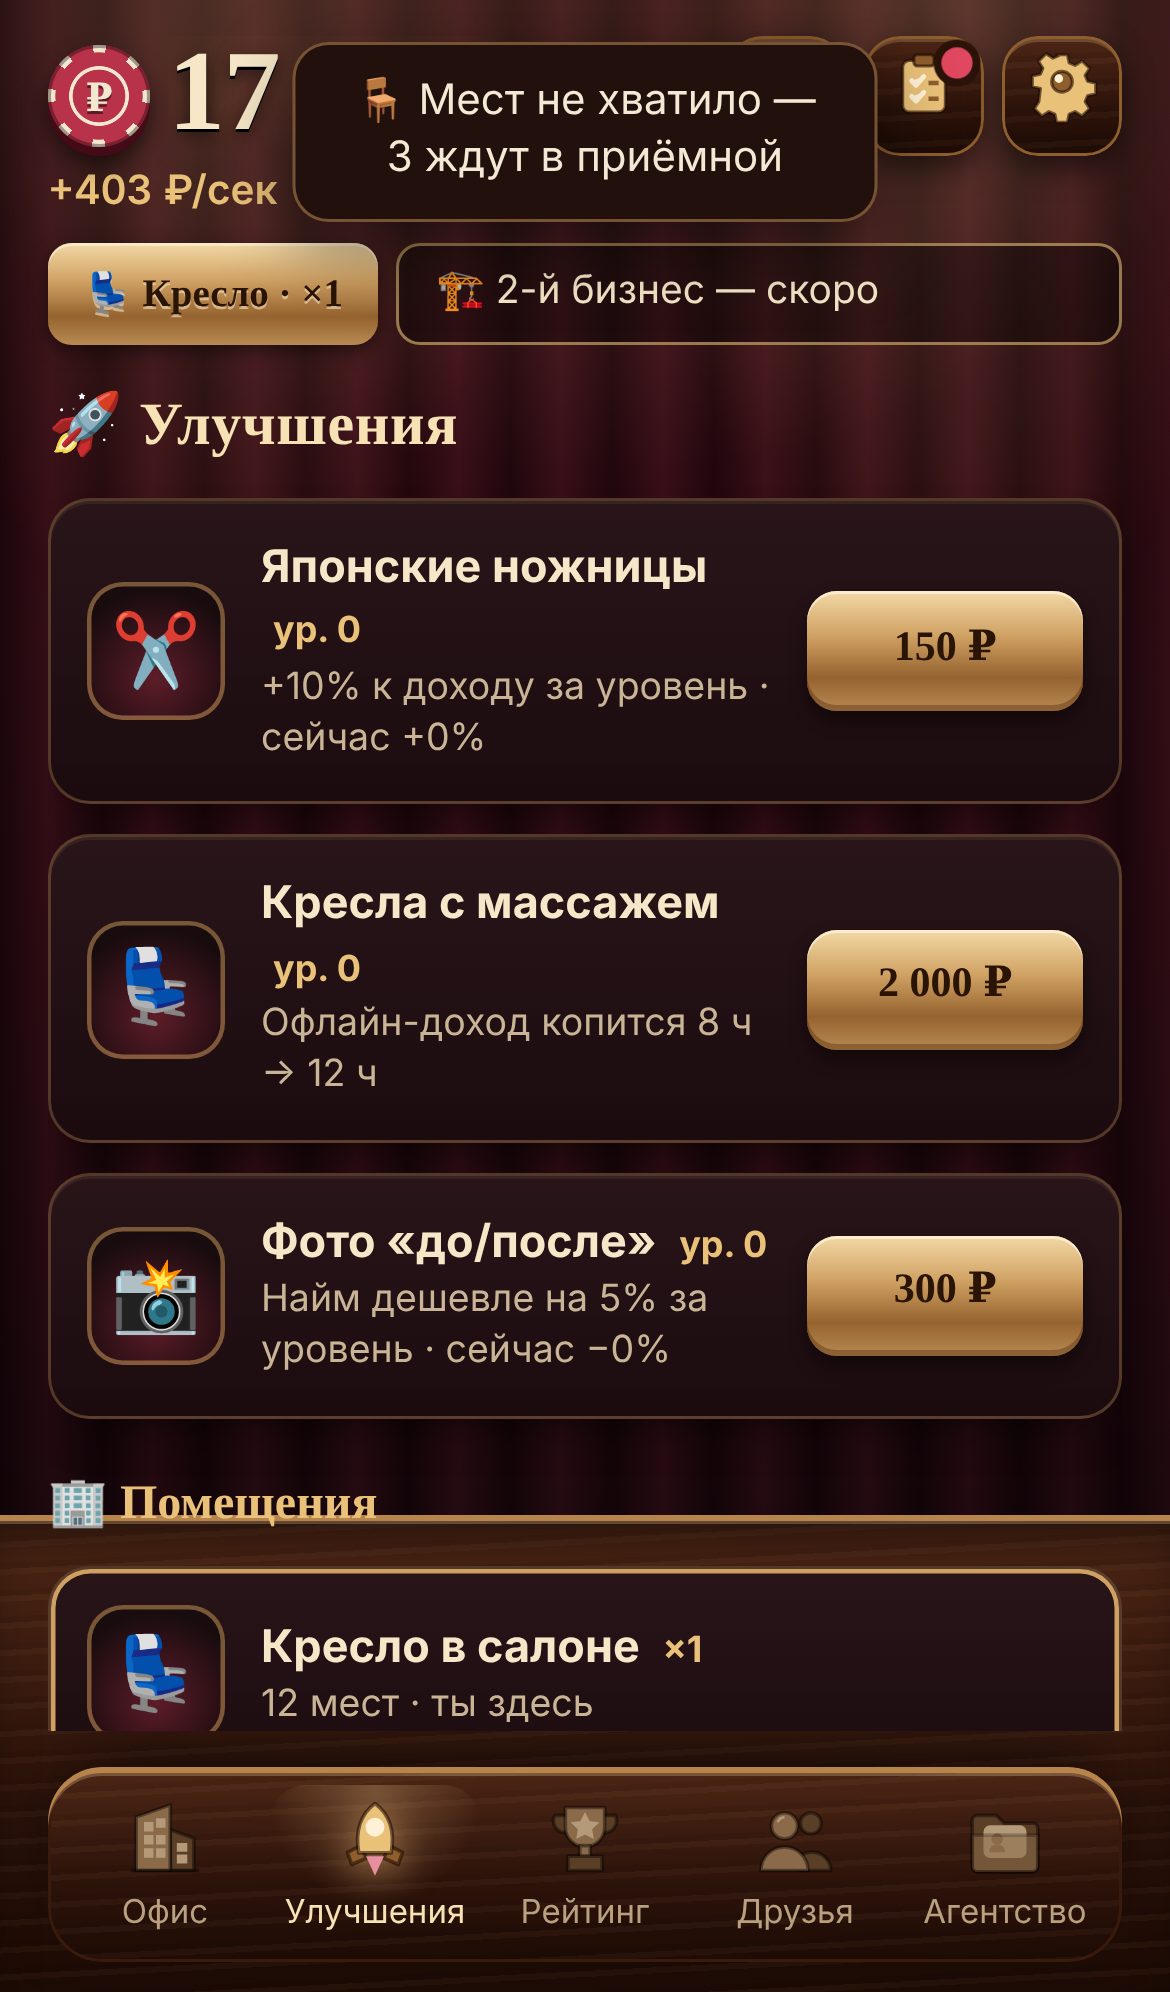 ₽ 17
🪑 Мест не хватило —
3 ждут в приёмной
+403 ₽/сек
💺 Кресло · ×1
🏗️ 2-й бизнес — скоро
🚀 Улучшения
Японские ножницы
ур. 0
+10% к доходу за уровень ·
сейчас +0%
150 ₽
Кресла с массажем
ур. 0
Офлайн-доход копится 8 ч
→ 12 ч
2 000 ₽
Фото «до/после» ур. 0
Найм дешевле на 5% за
уровень · сейчас −0%
300 ₽
🏢 Помещения
Кресло в салоне ×1
12 мест · ты здесь
Офис
Улучшения
Рейтинг
Друзья
Агентство